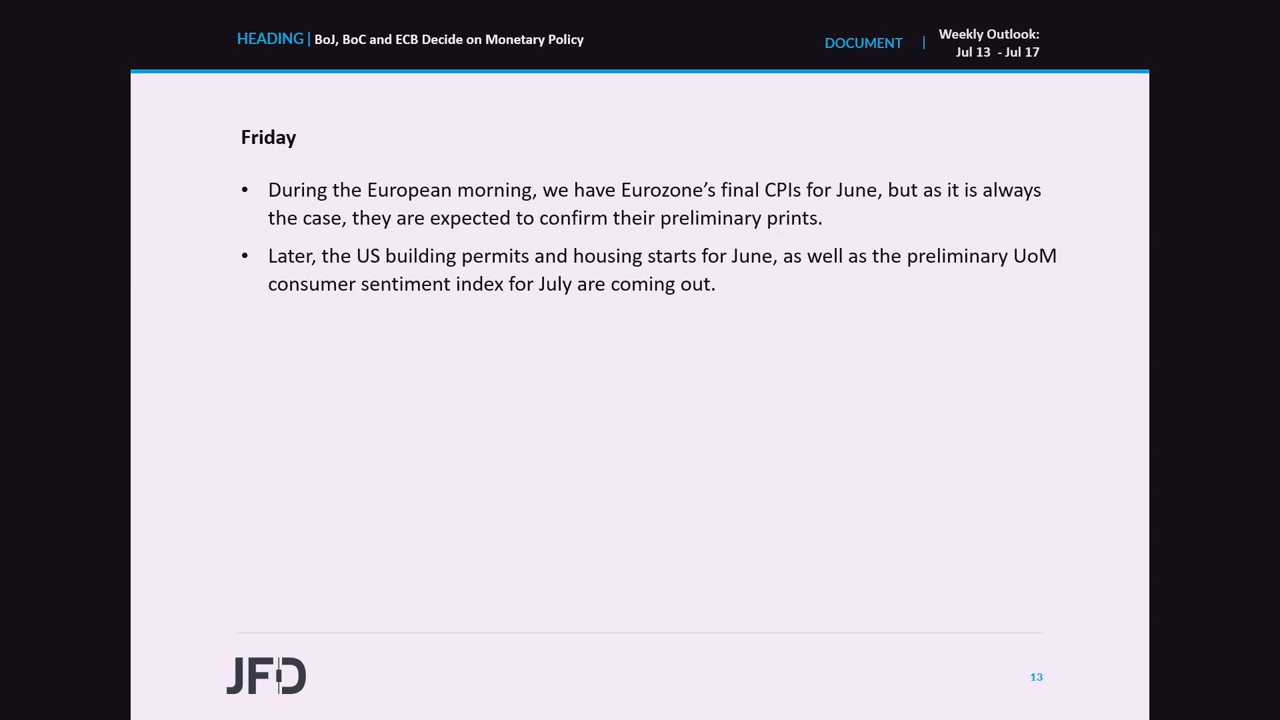 HEADING | BoJ, BoC and ECB Decide on Monetary Policy
DOCUMENT | Weekly Outlook:
Jul 13 - Jul 17
Friday
• During the European morning, we have Eurozone’s final CPIs for June, but as it is always
the case, they are expected to confirm their preliminary prints.
• Later, the US building permits and housing starts for June, as well as the preliminary UoM
consumer sentiment index for July are coming out.
JFD
13